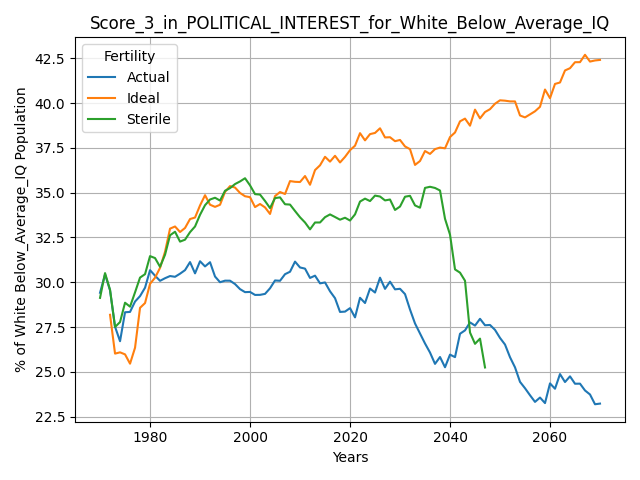 Score_3_in_POLITICAL_INTEREST_for_White_Below_Average_IQ
Fertility
Actual
Ideal
Sterile
% of White Below_Average_IQ Population
42.5
40.0
37.5
35.0
32.5
30.0
27.5
25.0
22.5
1980
2000
2020
2040
2060
Years